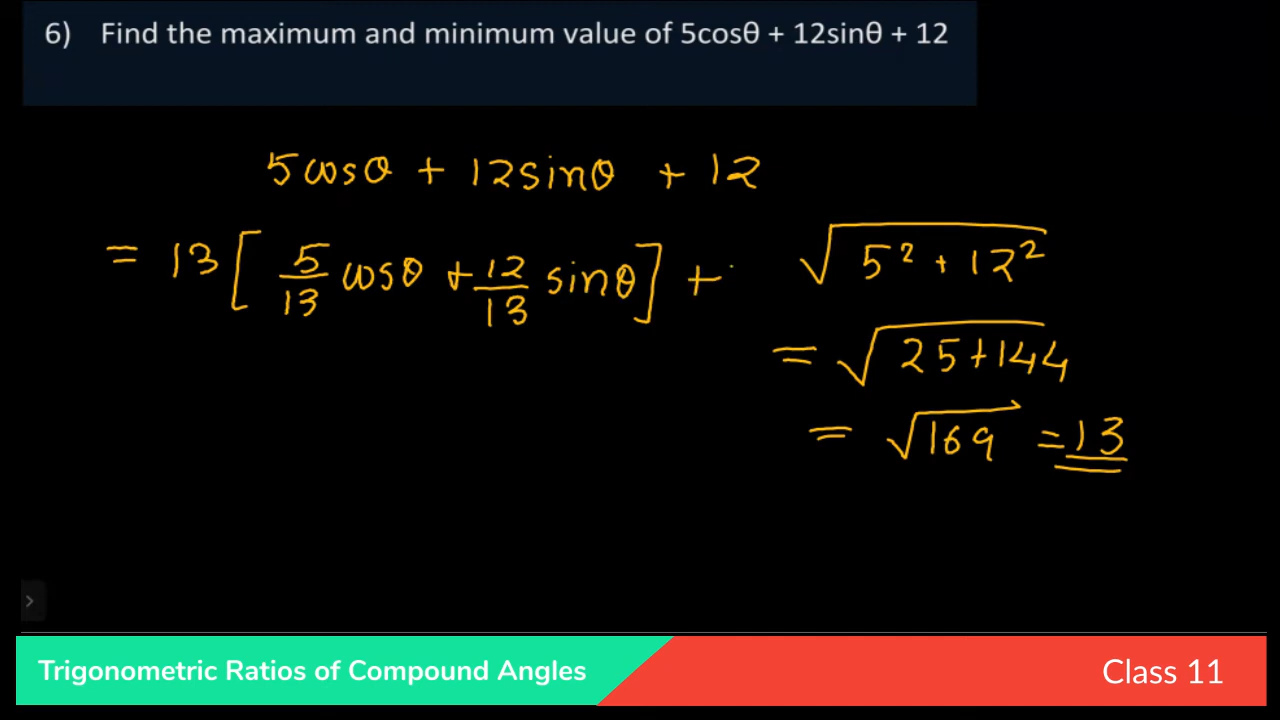 6) Find the maximum and minimum value of 5cosθ + 12sinθ + 12
5cosθ + 12sinθ + 12
= 13[5/13 cosθ + 12/13 sinθ] +
√(5² + 12²)
= √(25+144)
= √169 = 13
>
Trigonometric Ratios of Compound Angles
Class 11